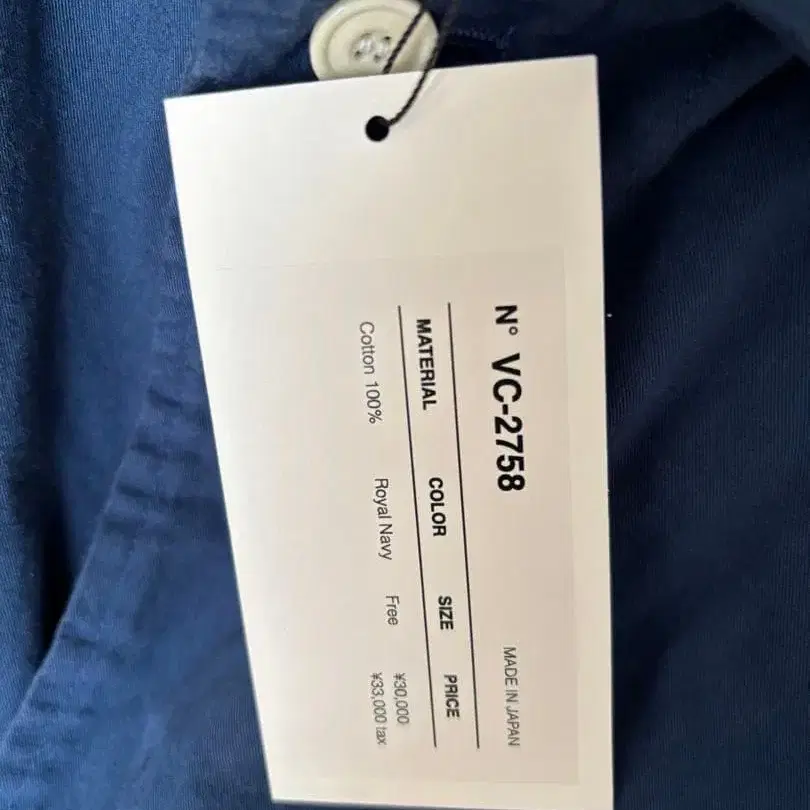 N° VC-2758 MADE IN JAPAN
MATERIAL COLOR SIZE PRICE
Cotton 100% Royal Navy Free ¥30,000
¥33,000 tax